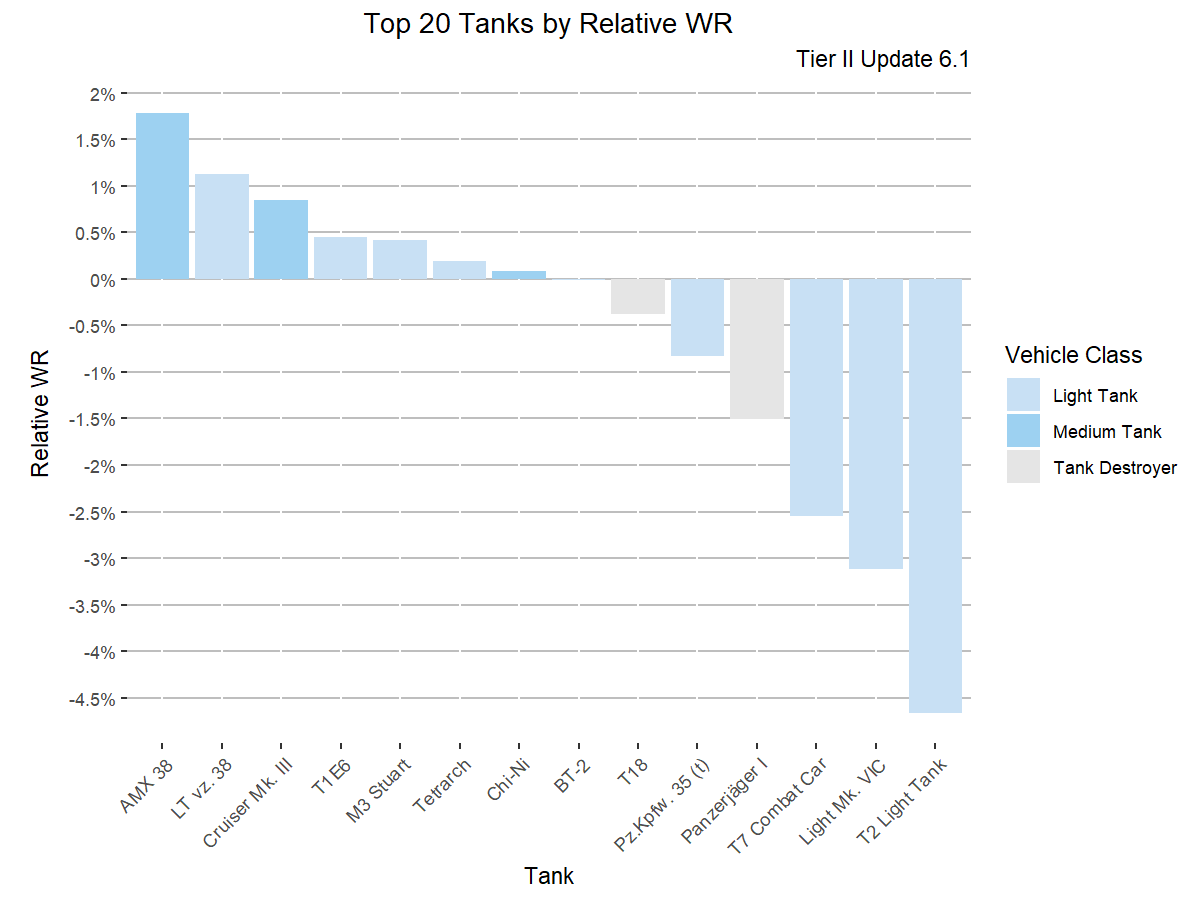 Top 20 Tanks by Relative WR
Tier II Update 6.1
2%
1.5%
1%
0.5%
0%
-0.5%
-1%
-1.5%
-2%
-2.5%
-3%
-3.5%
-4%
-4.5%
Relative WR
AMX 38
LT vz. 38
Cruiser Mk. III
T1E6
M3 Stuart
Tetrarch
Chi-Ni
BT-2
T18
Pz.Kpfw. 35 (t)
Panzerjäger I
T7 Combat Car
Light Mk. VIC
T2 Light Tank
Tank
Vehicle Class
Light Tank
Medium Tank
Tank Destroyer